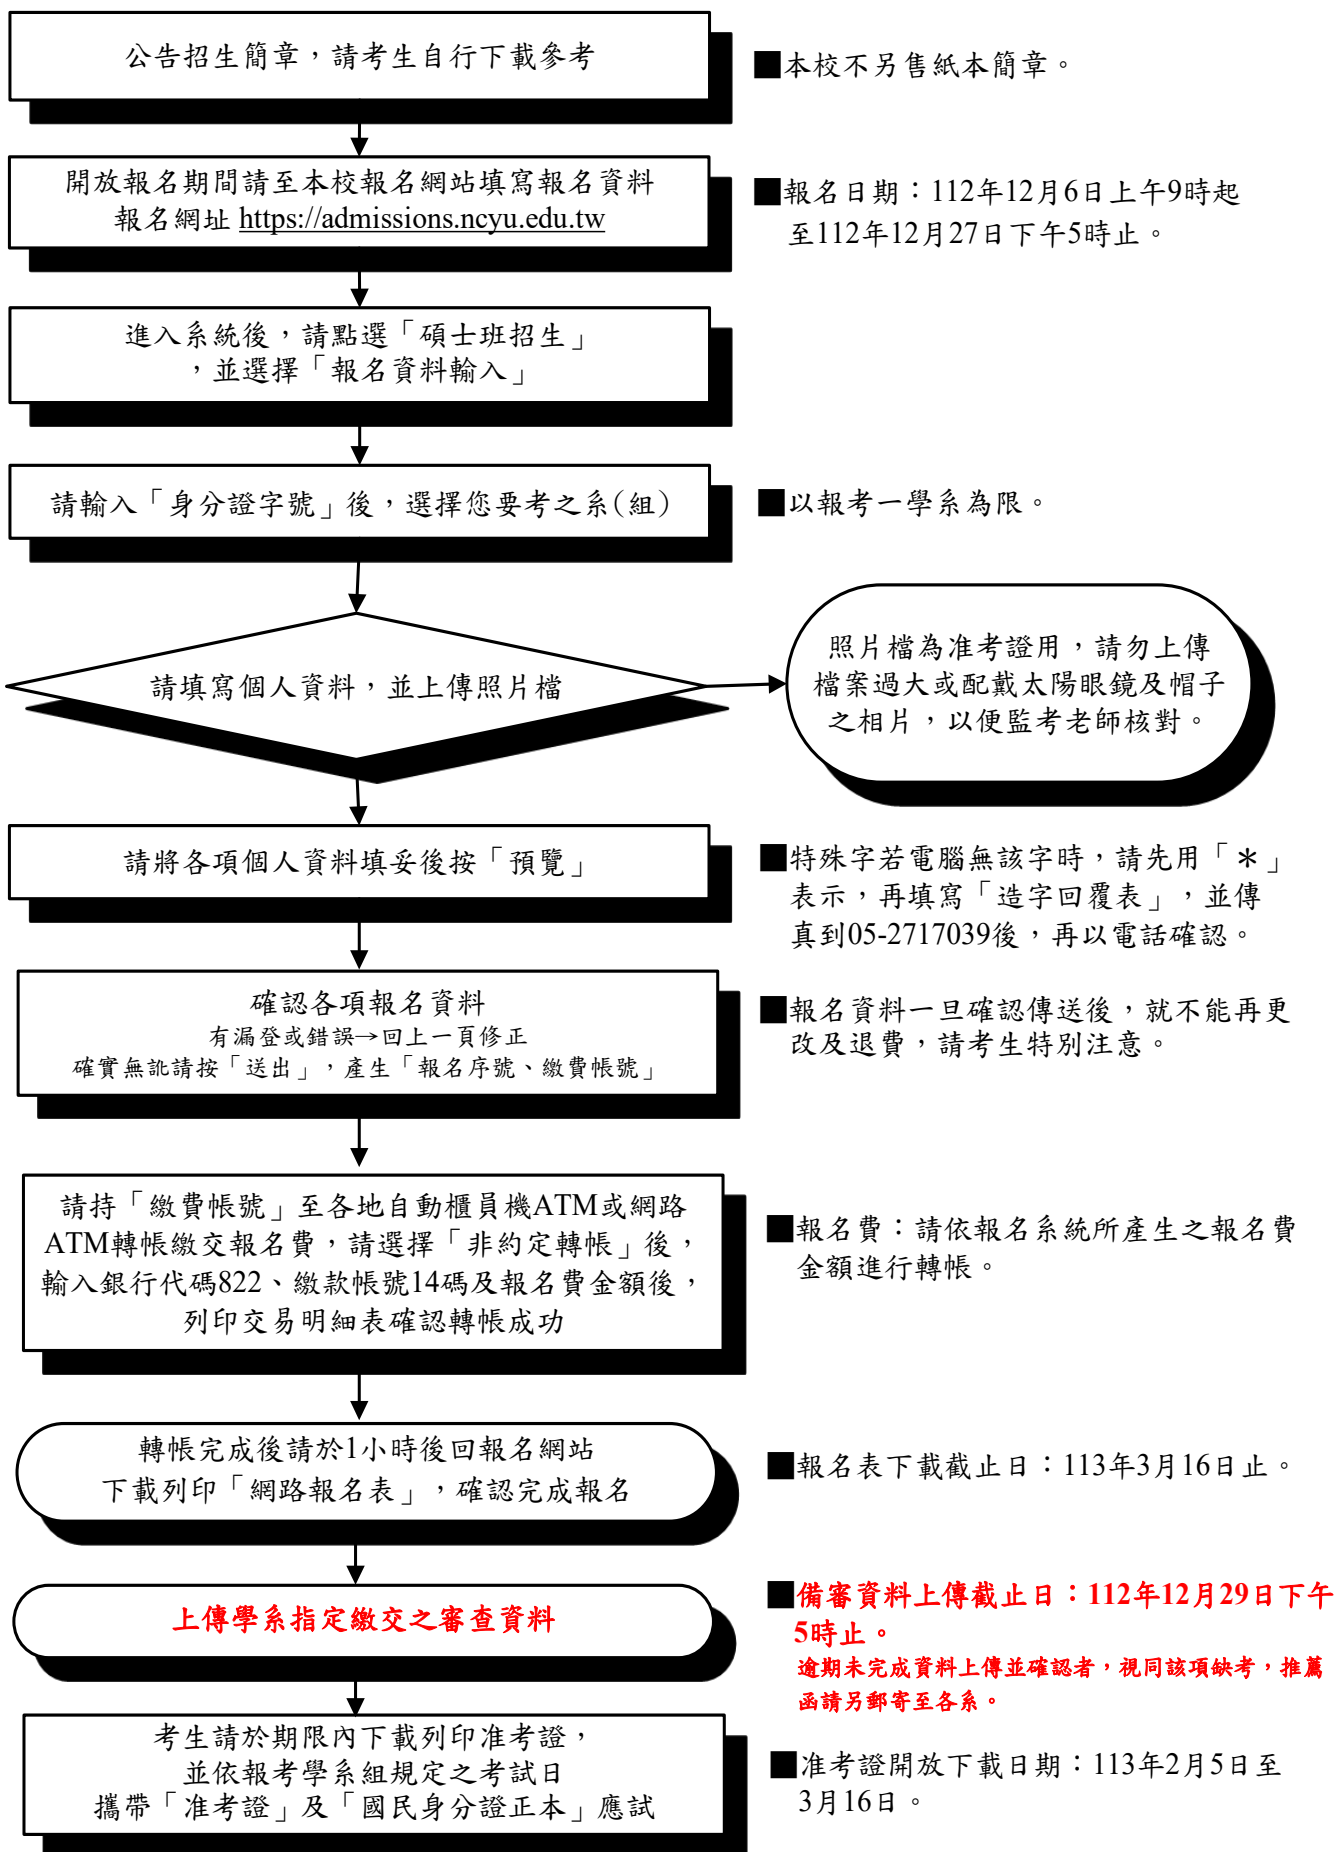 公告招生簡章，請考生自行下載參考
■本校不另售紙本簡章。
開放報名期間請至本校報名網站填寫報名資料
報名網址 https://admissions.ncyu.edu.tw
■報名日期：112年12月6日上午9時起
至112年12月27日下午5時止。
進入系統後，請點選「碩士班招生」
，並選擇「報名資料輸入」
請輸入「身分證字號」後，選擇您要考之系(組)
■以報考一學系為限。
請填寫個人資料，並上傳照片檔
照片檔為准考證用，請勿上傳
檔案過大或配戴太陽眼鏡及帽子
之相片，以便監考老師核對。
請將各項個人資料填妥後按「預覽」
■特殊字若電腦無該字時，請先用「＊」
表示，再填寫「造字回覆表」，並傳
真到05-2717039後，再以電話確認。
確認各項報名資料
有漏登或錯誤→回上一頁修正
確實無訛請按「送出」，產生「報名序號、繳費帳號」
■報名資料一旦確認傳送後，就不能再更
改及退費，請考生特別注意。
請持「繳費帳號」至各地自動櫃員機ATM或網路
ATM轉帳繳交報名費，請選擇「非約定轉帳」後，
輸入銀行代碼822、繳款帳號14碼及報名費金額後，
列印交易明細表確認轉帳成功
■報名費：請依報名系統所產生之報名費
金額進行轉帳。
轉帳完成後請於1小時後回報名網站
下載列印「網路報名表」，確認完成報名
■報名表下載截止日：113年3月16日止。
上傳學系指定繳交之審查資料
■備審資料上傳截止日：112年12月29日下午
5時止。
逾期未完成資料上傳並確認者，視同該項缺考，推薦
函請另郵寄至各系。
考生請於期限內下載列印准考證，
並依報考學系組規定之考試日
攜帶「准考證」及「國民身分證正本」應試
■准考證開放下載日期：113年2月5日至
3月16日。